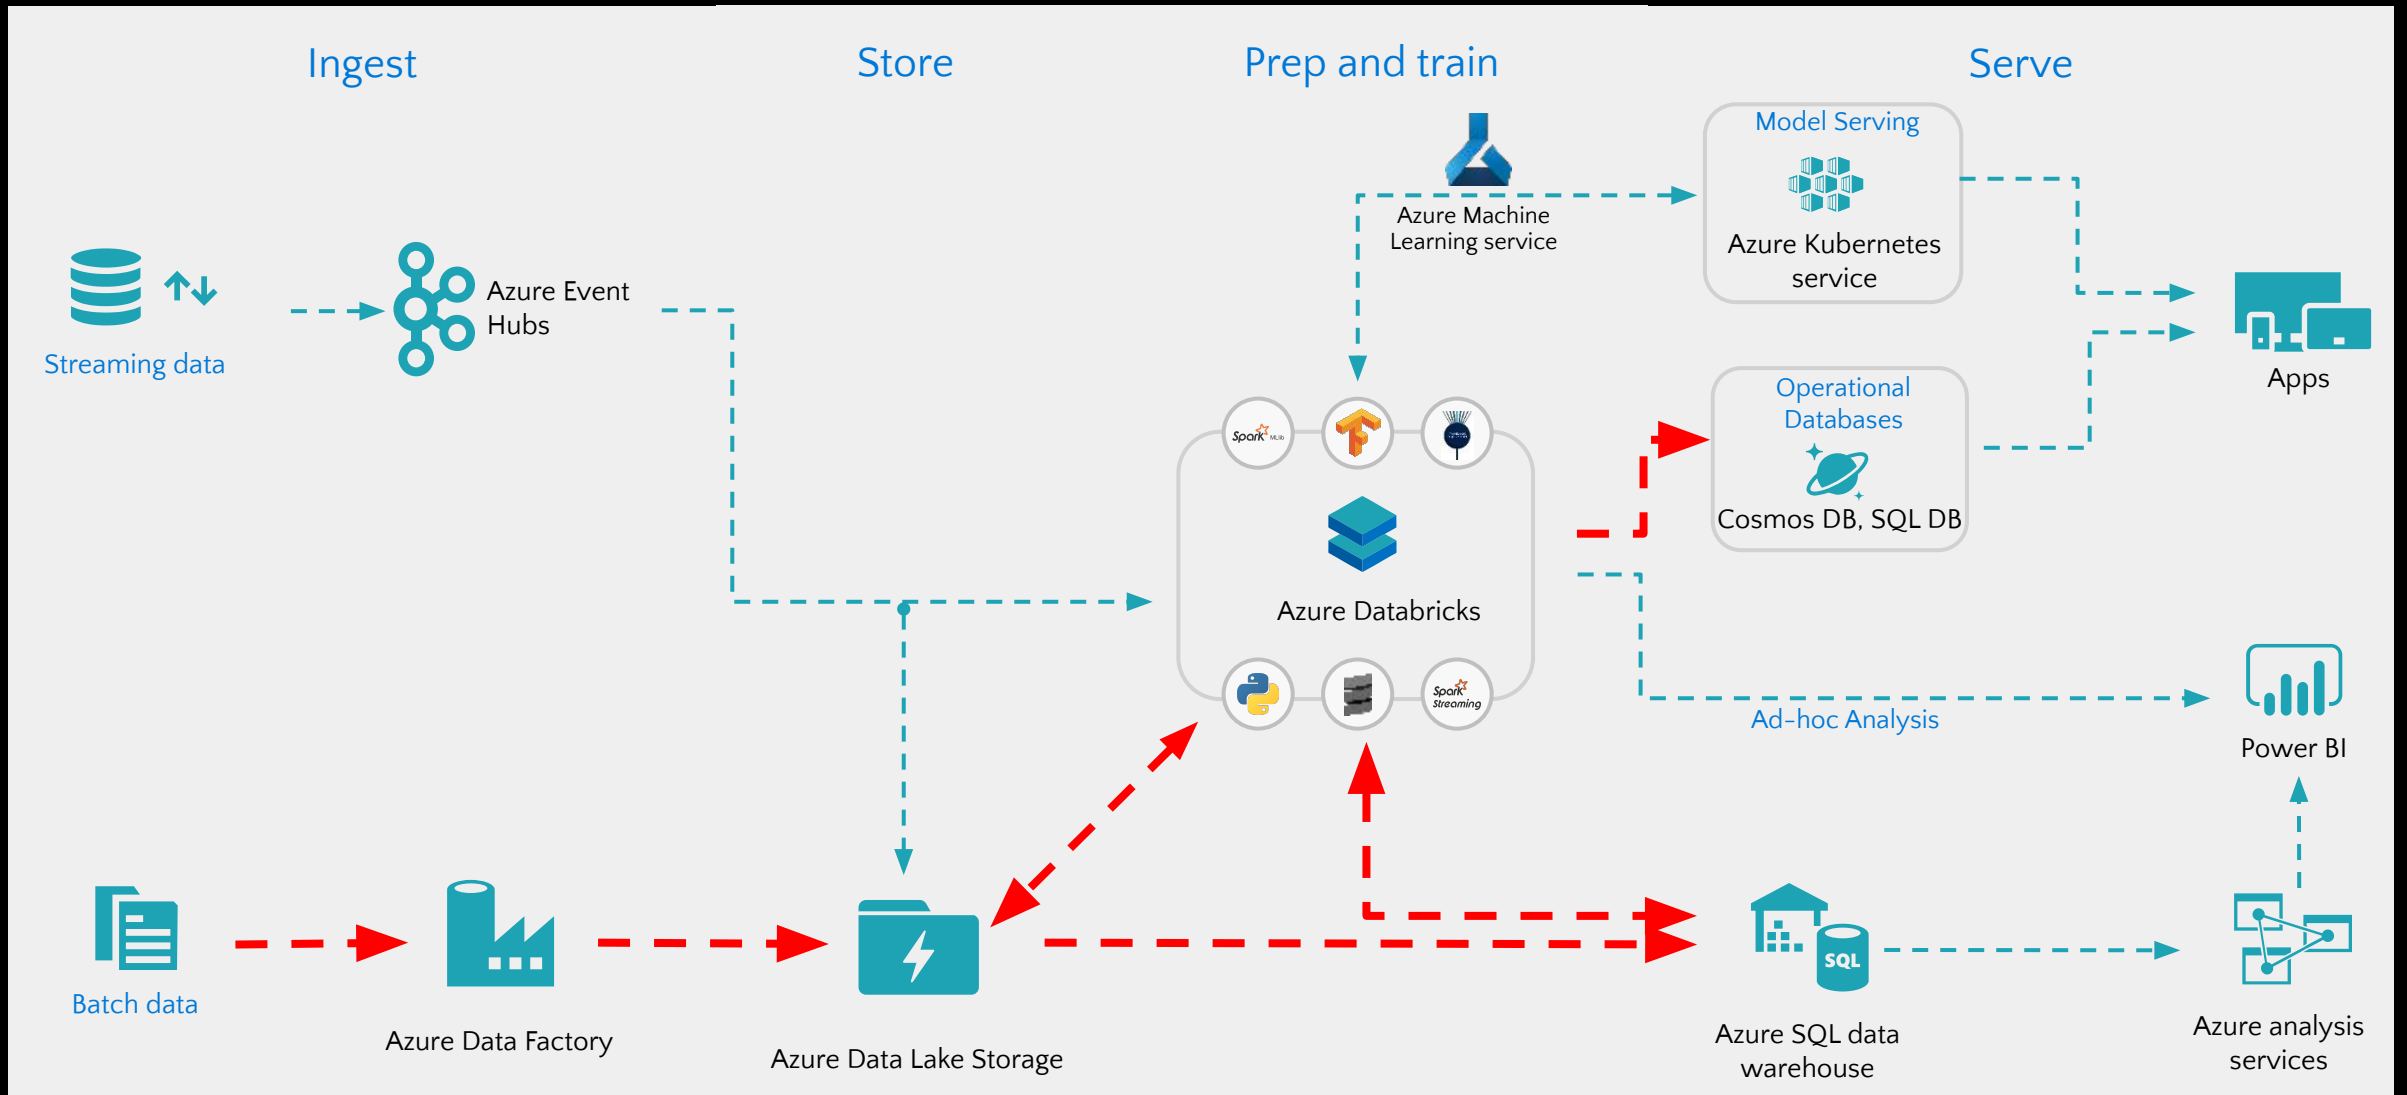 Ingest
Store
Prep and train
Serve
Model Serving
Azure Kubernetes
service
Azure Machine
Learning service
Streaming data
Azure Event
Hubs
Apps
Operational
Databases
Cosmos DB, SQL DB
Spark MLlib
Azure Databricks
Spark
Streaming
Ad-hoc Analysis
Power BI
Batch data
Azure Data Factory
Azure Data Lake Storage
SQL
Azure SQL data
warehouse
Azure analysis
services